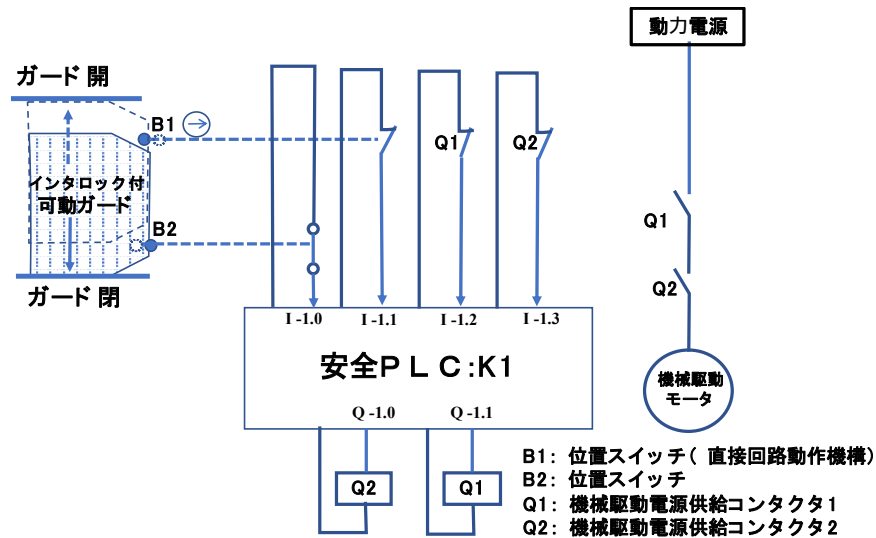 動力電源
ガード 開
B1
Q1
Q2
インタロック付
可動ガード
B2
Q1
Q2
ガード 閉
I -1.0
I -1.1
I -1.2
I -1.3
安全PLC:K1
機械駆動
モータ
Q -1.0
Q -1.1
Q2
Q1
B1: 位置スイッチ( 直接回路動作機構)
B2: 位置スイッチ
Q1: 機械駆動電源供給コンタクタ1
Q2: 機械駆動電源供給コンタクタ2